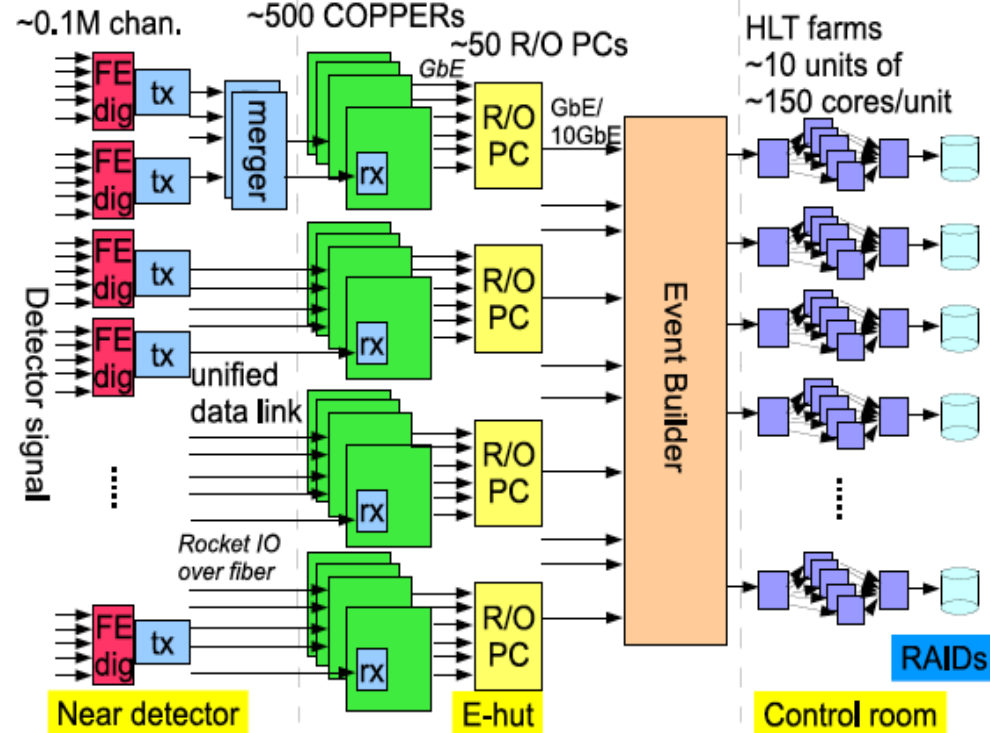 ~0.1M chan.
~500 COPPERs
~50 R/O PCs
HLT farms
~10 units of
~150 cores/unit
GbE
GbE/
10GbE
FE
dig
tx
merger
rx
R/O
PC
FE
dig
tx
FE
dig
tx
rx
R/O
PC
FE
dig
tx
Detector signal
unified
data link
Event Builder
rx
R/O
PC
Rocket IO
over fiber
FE
dig
tx
rx
R/O
PC
RAIDs
Near detector
E-hut
Control room